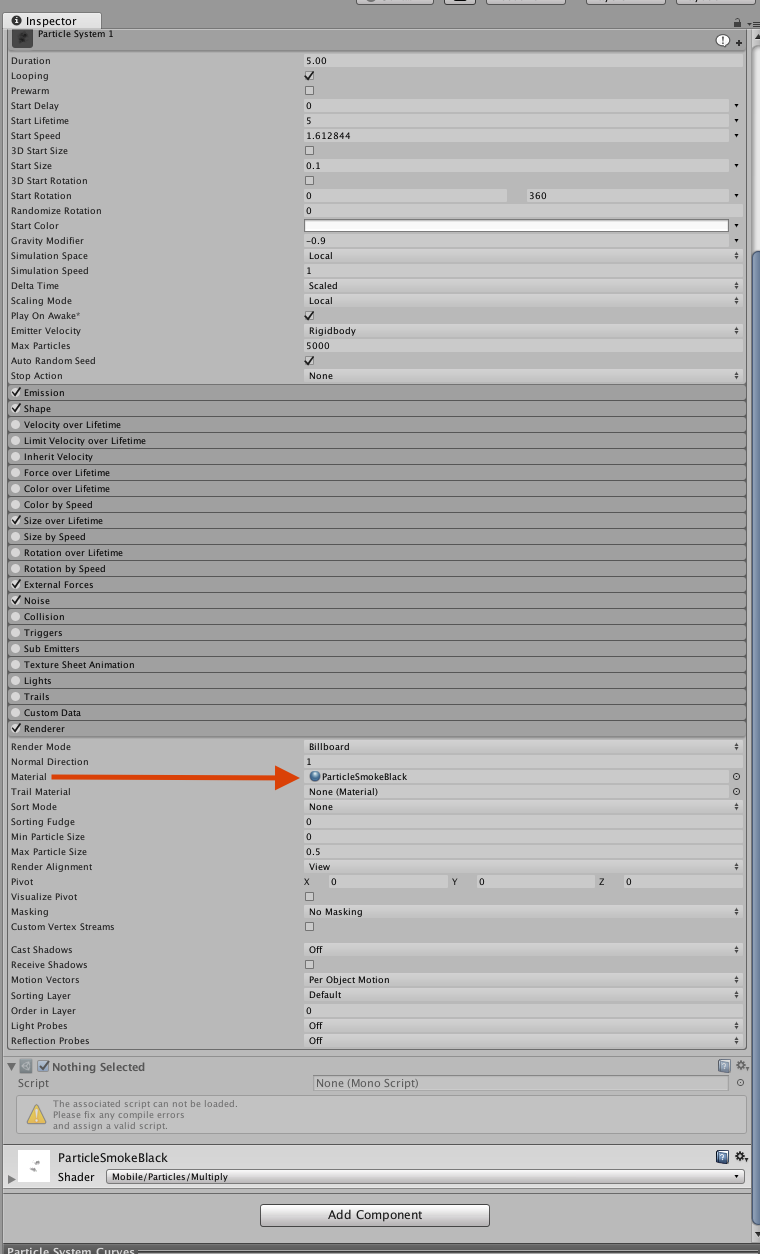 Inspector
Particle System 1
Duration 5.00
Looping
Prewarm
Start Delay 0
Start Lifetime 5
Start Speed 1.612844
3D Start Size
Start Size 0.1
3D Start Rotation
Start Rotation 0 360
Randomize Rotation 0
Start Color
Gravity Modifier -0.9
Simulation Space Local
Simulation Speed 1
Delta Time Scaled
Scaling Mode Local
Play On Awake*
Emitter Velocity Rigidbody
Max Particles 5000
Auto Random Seed
Stop Action None
Emission
Shape
Velocity over Lifetime
Limit Velocity over Lifetime
Inherit Velocity
Force over Lifetime
Color over Lifetime
Color by Speed
Size over Lifetime
Size by Speed
Rotation over Lifetime
Rotation by Speed
External Forces
Noise
Collision
Triggers
Sub Emitters
Texture Sheet Animation
Lights
Trails
Custom Data
Renderer
Render Mode Billboard
Normal Direction 1
Material ParticleSmokeBlack
Trail Material None (Material)
Sort Mode None
Sorting Fudge 0
Min Particle Size 0
Max Particle Size 0.5
Render Alignment View
Pivot X 0 Y 0 Z 0
Visualize Pivot
Masking No Masking
Custom Vertex Streams
Cast Shadows Off
Receive Shadows
Motion Vectors Per Object Motion
Sorting Layer Default
Order in Layer 0
Light Probes Off
Reflection Probes Off
Nothing Selected
Script None (Mono Script)
The associated script can not be loaded.
Please fix any compile errors
and assign a valid script.
ParticleSmokeBlack
Shader Mobile/Particles/Multiply
Add Component
Particle System Curves